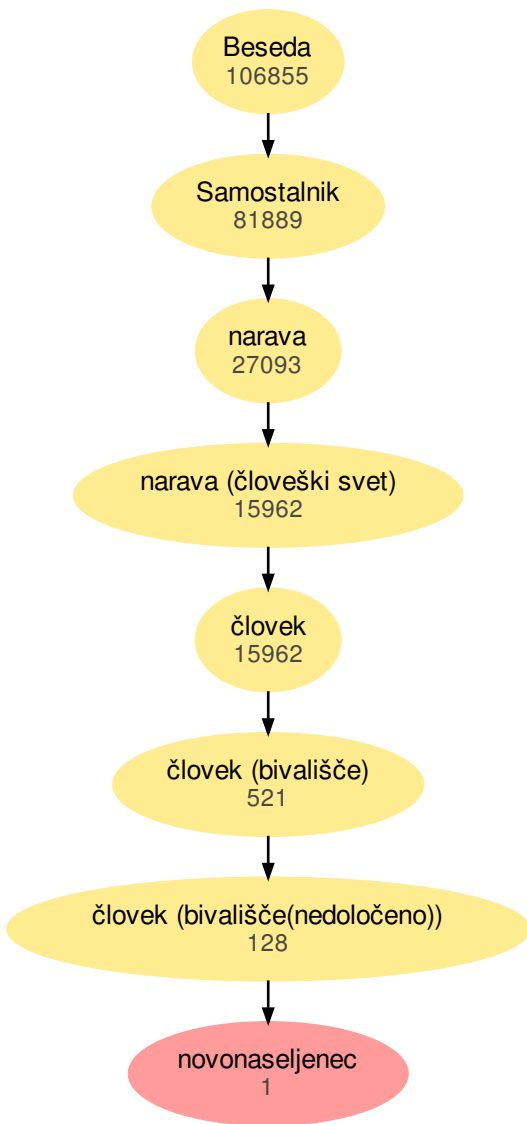 Beseda
106855
Samostalnik
81889
narava
27093
narava (človeški svet)
15962
človek
15962
človek (bivališče)
521
človek (bivališče(nedoločeno))
128
novonaseljenec
1